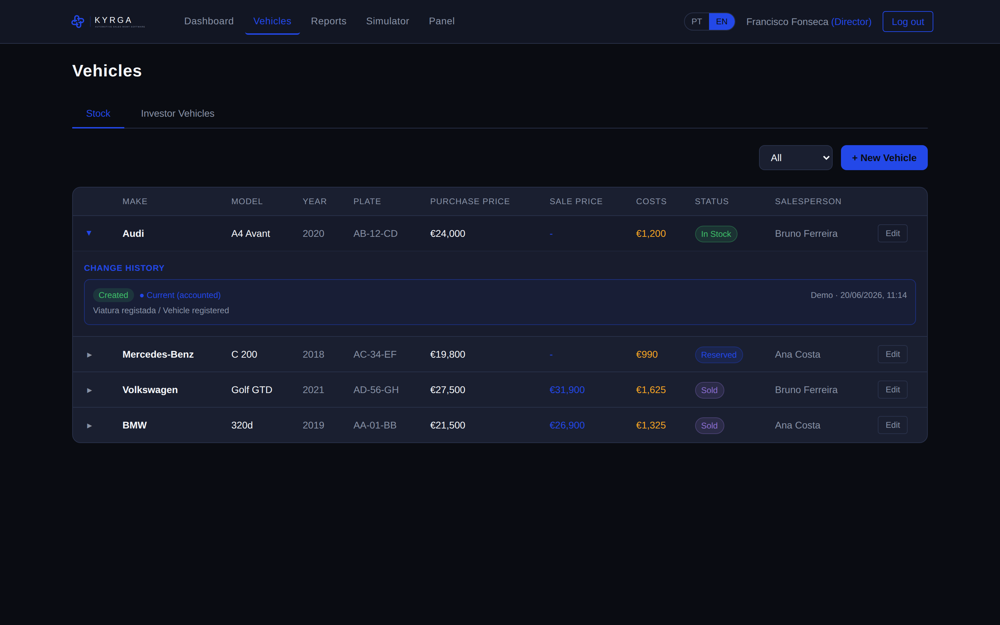 KYRGA
AUTOMOTIVE SALES MGMT SOFTWARE
Dashboard Vehicles Reports Simulator Panel
PT EN
Francisco Fonseca (Director)
Log out
Vehicles
Stock Investor Vehicles
All
+ New Vehicle
MAKE MODEL YEAR PLATE PURCHASE PRICE SALE PRICE COSTS STATUS SALESPERSON
Audi A4 Avant 2020 AB-12-CD €24,000 - €1,200 In Stock Bruno Ferreira Edit
CHANGE HISTORY
Created ● Current (accounted) Demo · 20/06/2026, 11:14
Viatura registada / Vehicle registered
Mercedes-Benz C 200 2018 AC-34-EF €19,800 - €990 Reserved Ana Costa Edit
Volkswagen Golf GTD 2021 AD-56-GH €27,500 €31,900 €1,625 Sold Bruno Ferreira Edit
BMW 320d 2019 AA-01-BB €21,500 €26,900 €1,325 Sold Ana Costa Edit